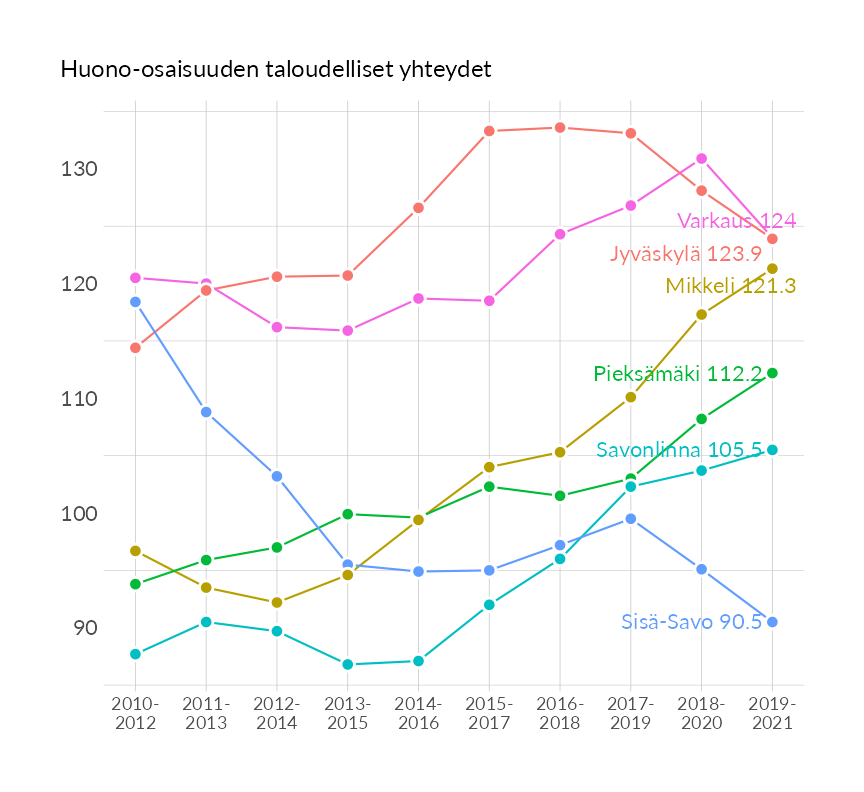 Huono-osaisuuden taloudelliset yhteydet
130
Varkaus 124
Jyväskylä 123.9
120
Mikkeli 121.3
Pieksämäki 112.2
110
Savonlinna 105.5
100
90
Sisä-Savo 90.5
2010- 2011- 2012- 2013- 2014- 2015- 2016- 2017- 2018- 2019-
2012 2013 2014 2015 2016 2017 2018 2019 2020 2021